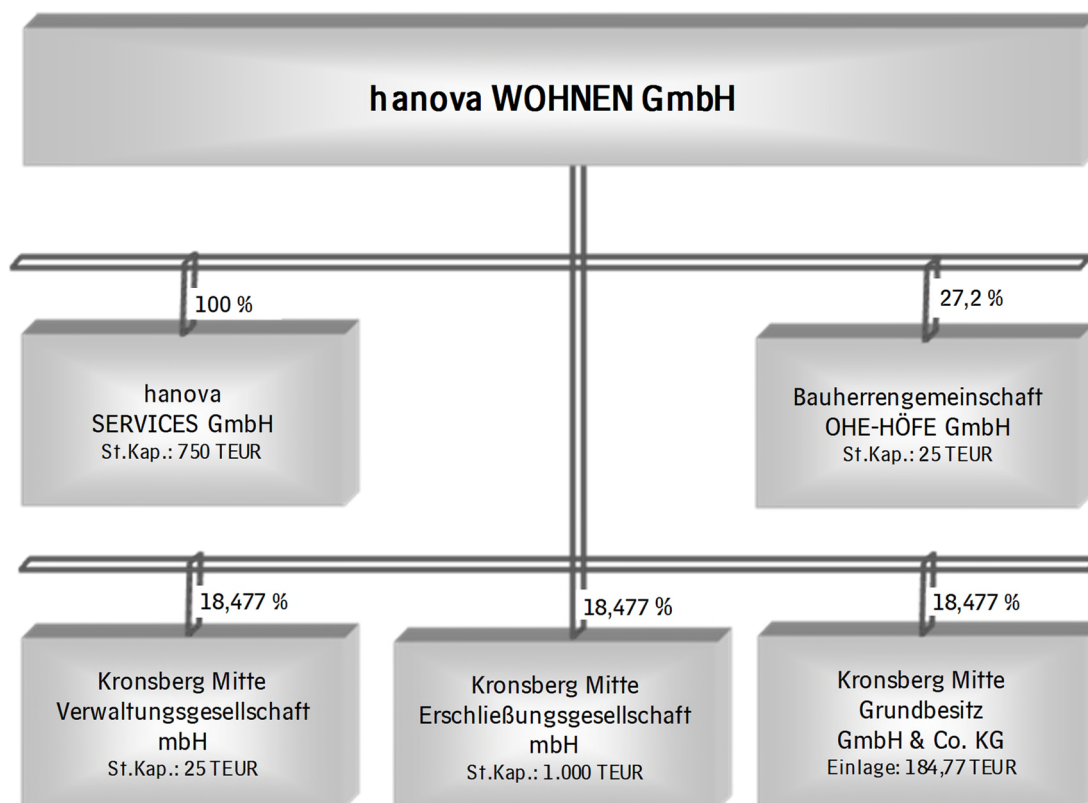 hanova WOHNEN GmbH
100 %
27,2 %
hanova
SERVICES GmbH
St.Kap.: 750 TEUR
Bauherrengemeinschaft
OHE-HÖFE GmbH
St.Kap.: 25 TEUR
18,477 %
18,477 %
18,477 %
Kronsberg Mitte
Verwaltungsgesellschaft
mbH
St.Kap.: 25 TEUR
Kronsberg Mitte
Erschließungsgesellschaft
mbH
St.Kap.: 1.000 TEUR
Kronsberg Mitte
Grundbesitz
GmbH & Co. KG
Einlage: 184,77 TEUR